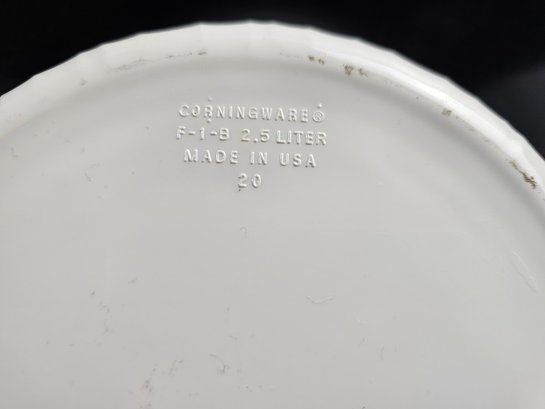 CORNINGWARE®
F-1-B 2,5 LITER
MADE IN USA
20